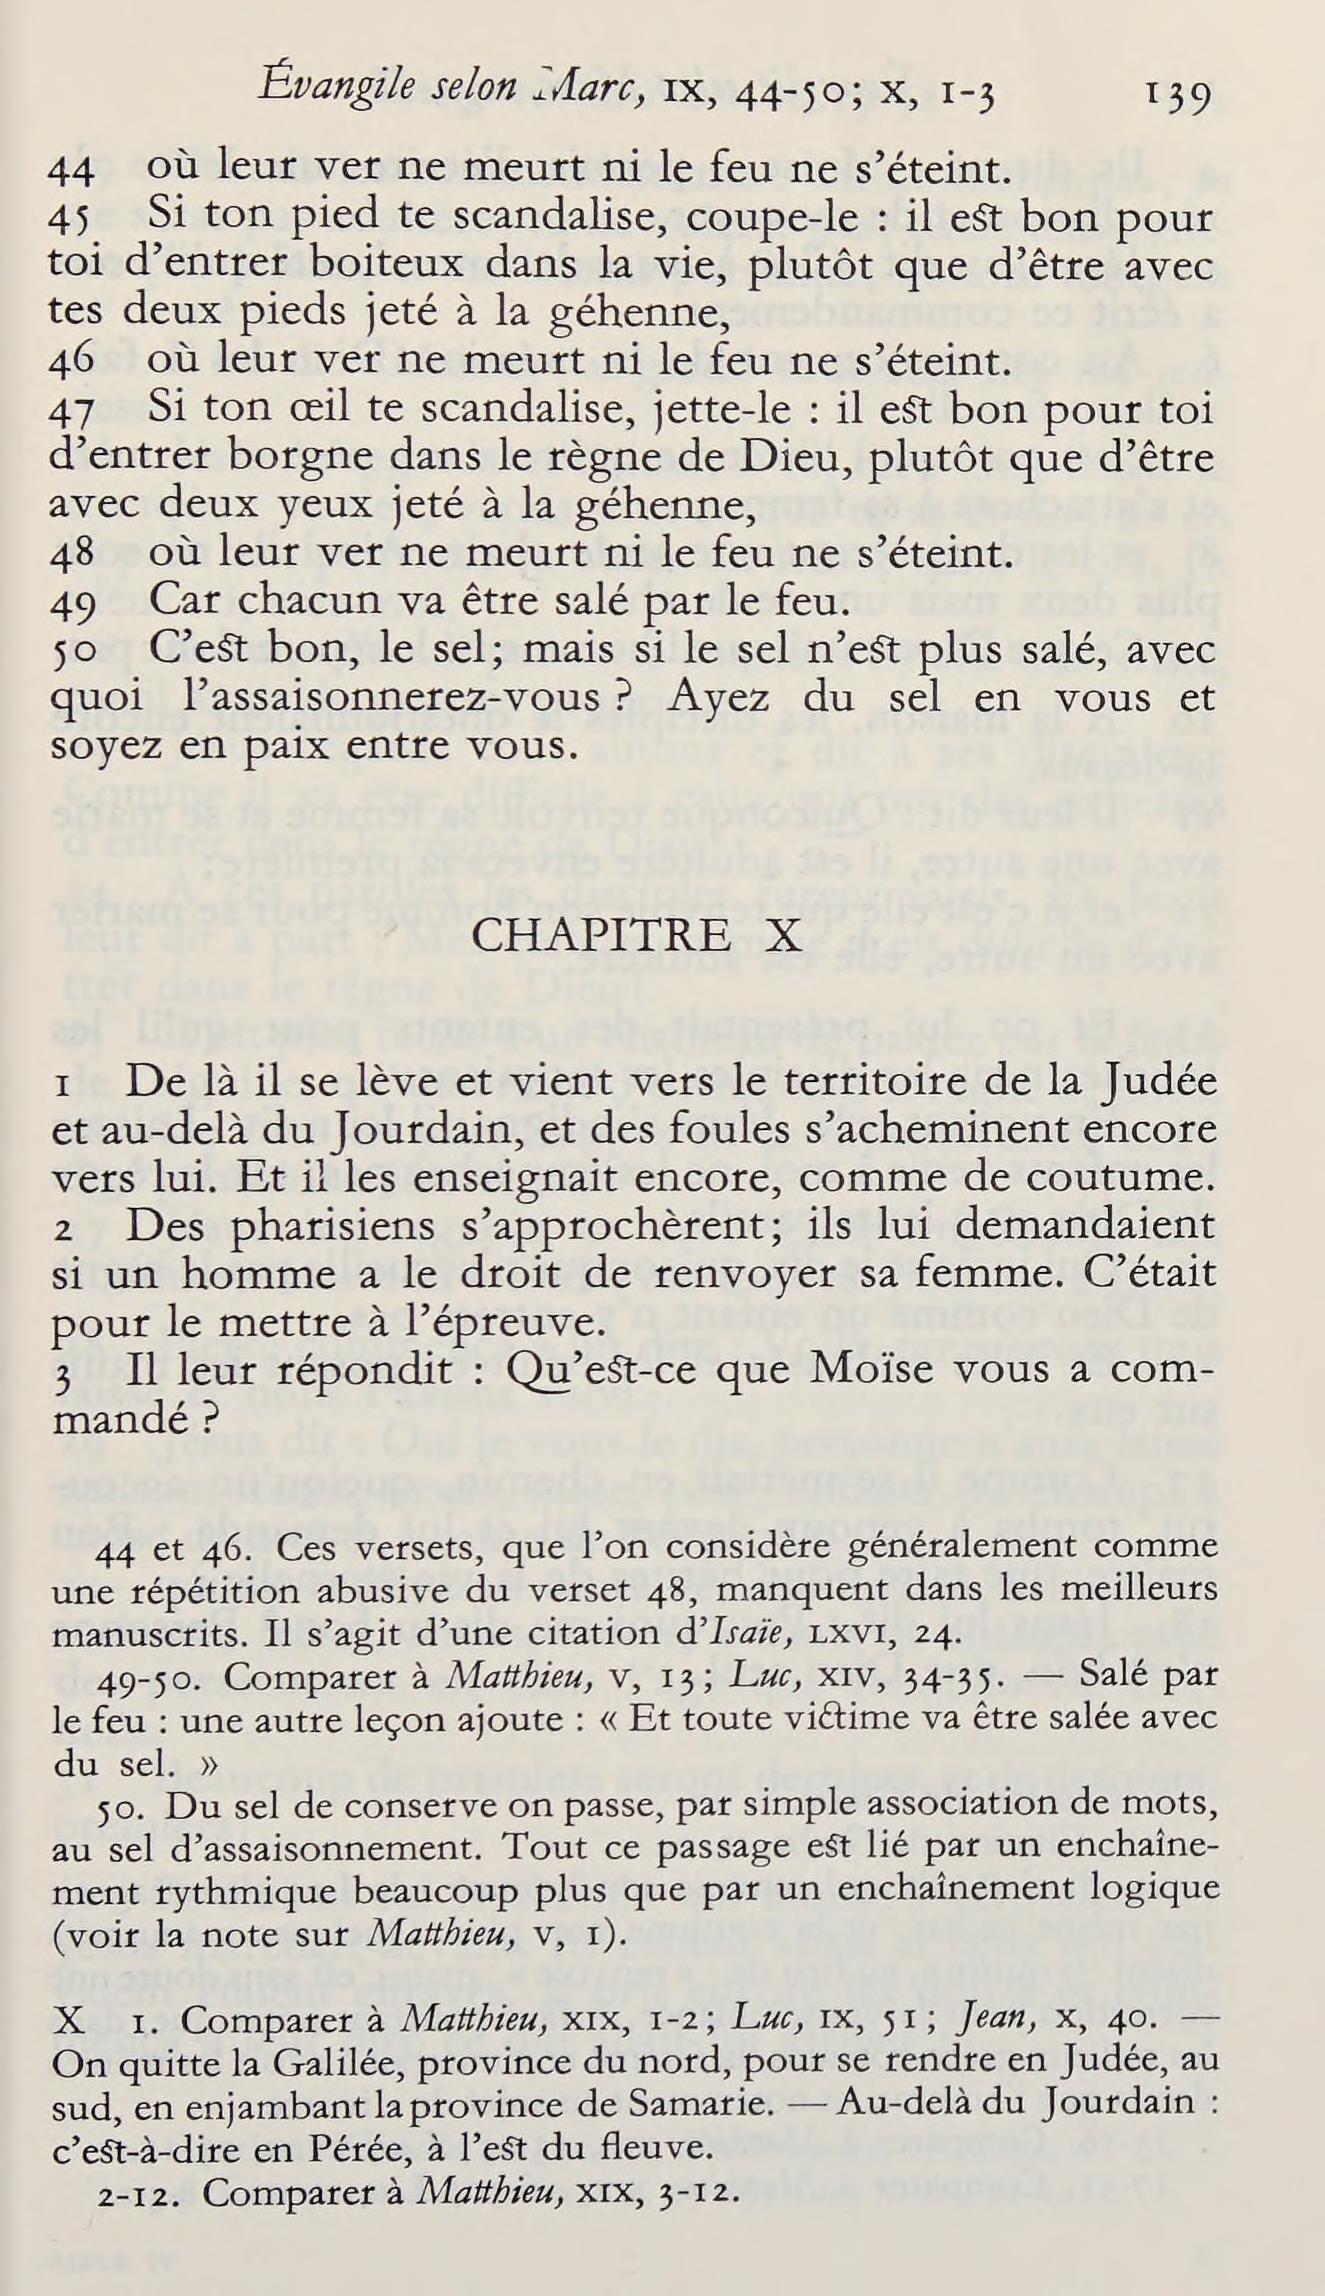 Évangile selon Marc, IX, 44-50; X, 1-3 139
44 où leur ver ne meurt ni le feu ne s’éteint.
45 Si ton pied te scandalise, coupe-le : il est bon pour
toi d’entrer boiteux dans la vie, plutôt que d’être avec
tes deux pieds jeté à la géhenne,
46 où leur ver ne meurt ni le feu ne s’éteint.
47 Si ton œil te scandalise, jette-le : il est bon pour toi
d’entrer borgne dans le règne de Dieu, plutôt que d’être
avec deux yeux jeté à la géhenne,
48 où leur ver ne meurt ni le feu ne s’éteint.
49 Car chacun va être salé par le feu.
50 C’est bon, le sel; mais si le sel n’est plus salé, avec
quoi l’assaisonnerez-vous ? Ayez du sel en vous et
soyez en paix entre vous.
CHAPITRE X
1 De là il se lève et vient vers le territoire de la Judée
et au-delà du Jourdain, et des foules s’acheminent encore
vers lui. Et il les enseignait encore, comme de coutume.
2 Des pharisiens s’approchèrent; ils lui demandaient
si un homme a le droit de renvoyer sa femme. C’était
pour le mettre à l’épreuve.
3 Il leur répondit : Qu’est-ce que Moïse vous a com-
mandé ?
44 et 46. Ces versets, que l’on considère généralement comme
une répétition abusive du verset 48, manquent dans les meilleurs
manuscrits. Il s’agit d’une citation d’Isaïe, LXVI, 24.
49-50. Comparer à Matthieu, V, 13; Luc, XIV, 34-35. — Salé par
le feu : une autre leçon ajoute : « Et toute victime va être salée avec
du sel. »
50. Du sel de conserve on passe, par simple association de mots,
au sel d’assaisonnement. Tout ce passage est lié par un enchaîne-
ment rythmique beaucoup plus que par un enchaînement logique
(voir la note sur Matthieu, V, 1).
X 1. Comparer à Matthieu, XIX, 1-2; Luc, IX, 51; Jean, X, 40. —
On quitte la Galilée, province du nord, pour se rendre en Judée, au
sud, en enjambant la province de Samarie. — Au-delà du Jourdain :
c’est-à-dire en Pérée, à l’est du fleuve.
2-12. Comparer à Matthieu, XIX, 3-12.